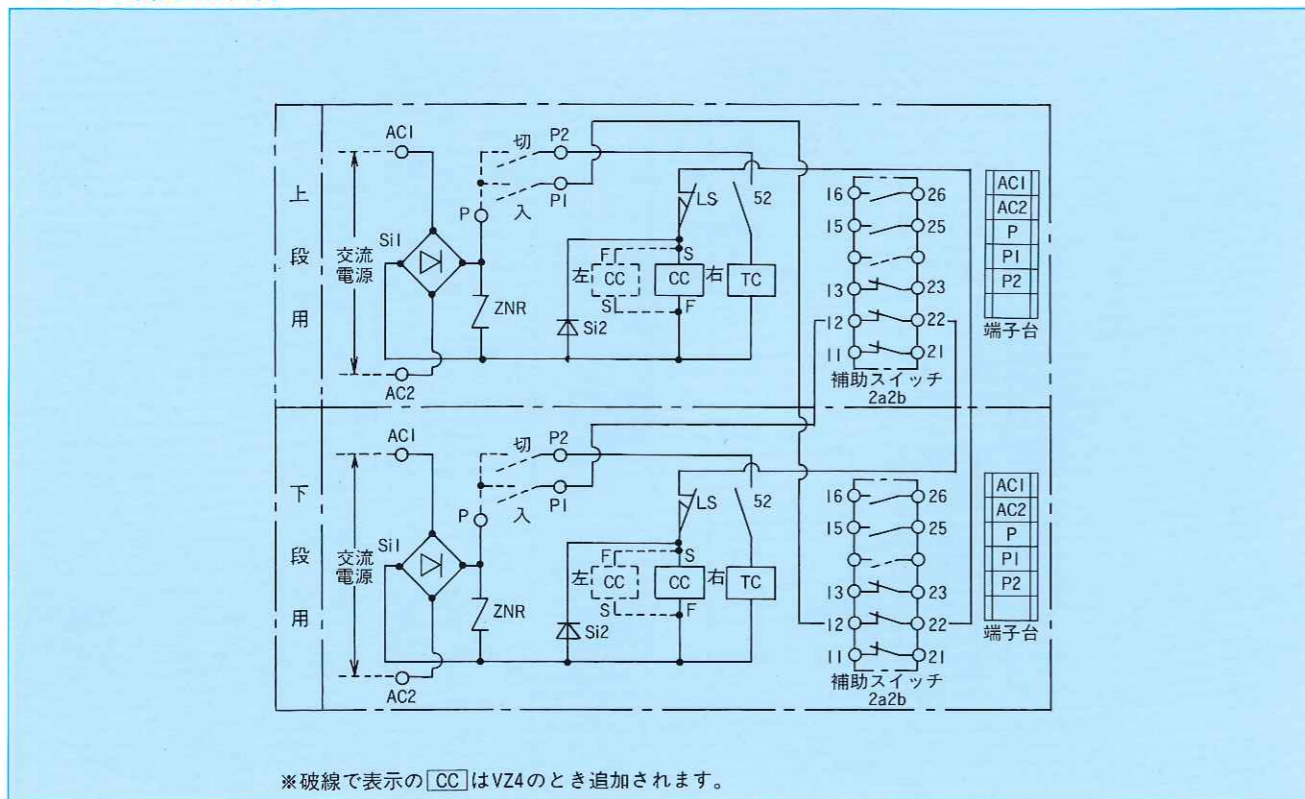 上段用
AC1
交流
電源
AC2
Si1
P
ZNR
切
P2
入
P1
LS
52
F
S
左
CC
CC
右
TC
S
F
Si2
16
26
15
25
13
23
12
22
11
21
補助スイッチ
2a2b
AC1
AC2
P
P1
P2
端子台
下段用
AC1
交流
電源
AC2
Si1
P
ZNR
切
P2
入
P1
LS
52
F
S
左
CC
CC
右
TC
S
F
Si2
16
26
15
25
13
23
12
22
11
21
補助スイッチ
2a2b
AC1
AC2
P
P1
P2
端子台
※破線で表示のCCはVZ4のとき追加されます。